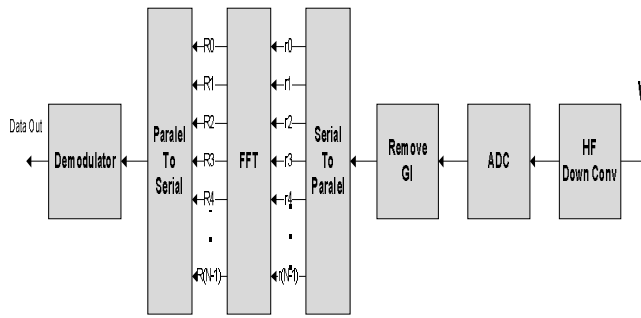 Data Out
Demodulator
Paralel
To
Serial
R0
R1
R2
R3
R4
R(N-1)
FFT
r0
r1
r2
r3
r4
r(N-1)
Serial
To
Paralel
Remove
GI
ADC
HF
Down Conv